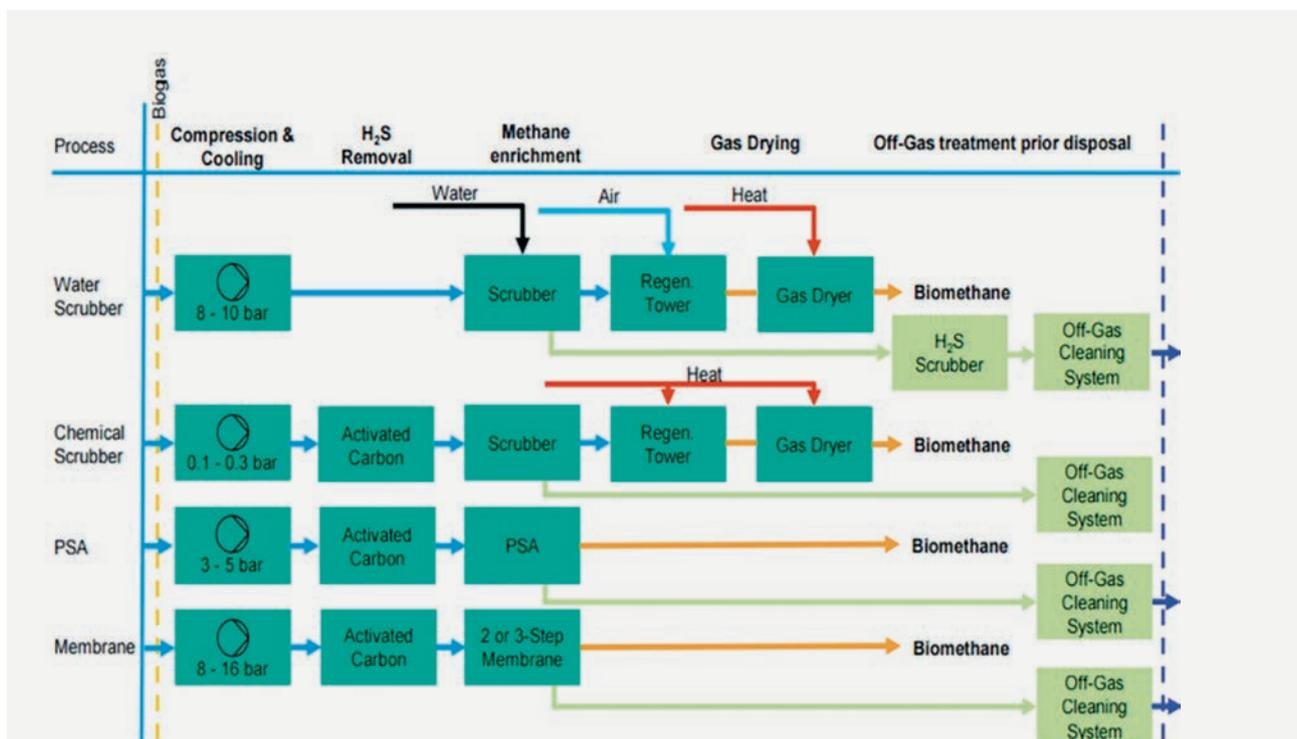 Biogas
Process
Compression &
Cooling
H₂S
Removal
Methane
enrichment
Gas Drying
Off-Gas treatment prior disposal
Water
Air
Heat
Water
Scrubber
8 - 10 bar
Scrubber
Regen.
Tower
Gas Dryer
Biomethane
H₂S
Scrubber
Off-Gas
Cleaning
System
Heat
Chemical
Scrubber
0.1 - 0.3 bar
Activated
Carbon
Scrubber
Regen.
Tower
Gas Dryer
Biomethane
Off-Gas
Cleaning
System
PSA
3 - 5 bar
Activated
Carbon
PSA
Biomethane
Off-Gas
Cleaning
System
Membrane
8 - 16 bar
Activated
Carbon
2 or 3-Step
Membrane
Biomethane
Off-Gas
Cleaning
System